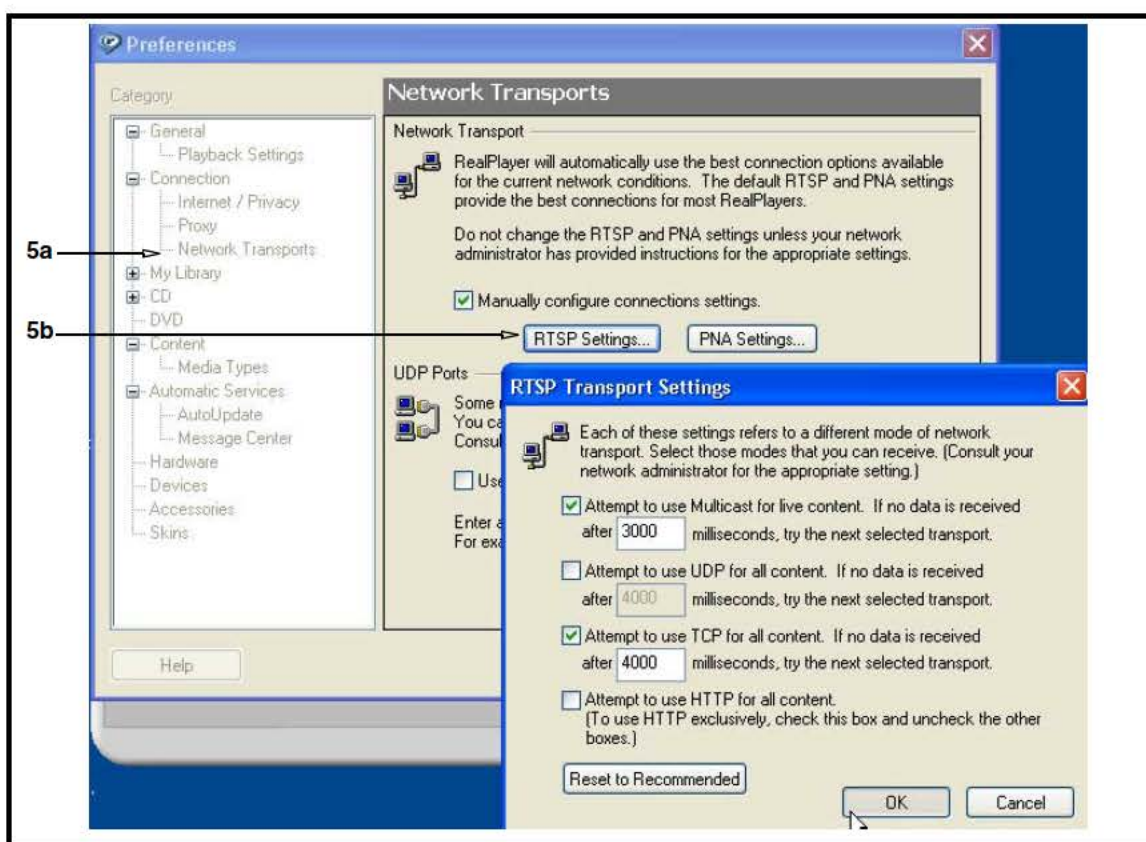 Preferences
Category
General
Playback Settings
Connection
Internet / Privacy
Proxy
5a
Network Transports
My Library
CD
DVD
5b
Content
Media Types
Automatic Services
AutoUpdate
Message Center
Hardware
Devices
Accessories
Skins
Help
Network Transports
Network Transport
RealPlayer will automatically use the best connection options available
for the current network conditions. The default RTSP and PNA settings
provide the best connections for most RealPlayers.
Do not change the RTSP and PNA settings unless your network
administrator has provided instructions for the appropriate settings.
Manually configure connections settings.
RTSP Settings... PNA Settings...
UDP Ports
Some
You ca
Consul
Use
Enter a
For exa
RTSP Transport Settings
Each of these settings refers to a different mode of network
transport. Select those modes that you can receive. (Consult your
network administrator for the appropriate setting.)
Attempt to use Multicast for live content. If no data is received
after 3000 milliseconds, try the next selected transport.
Attempt to use UDP for all content. If no data is received
after 4000 milliseconds, try the next selected transport.
Attempt to use TCP for all content. If no data is received
after 4000 milliseconds, try the next selected transport.
Attempt to use HTTP for all content.
(To use HTTP exclusively, check this box and uncheck the other
boxes.)
Reset to Recommended
OK Cancel